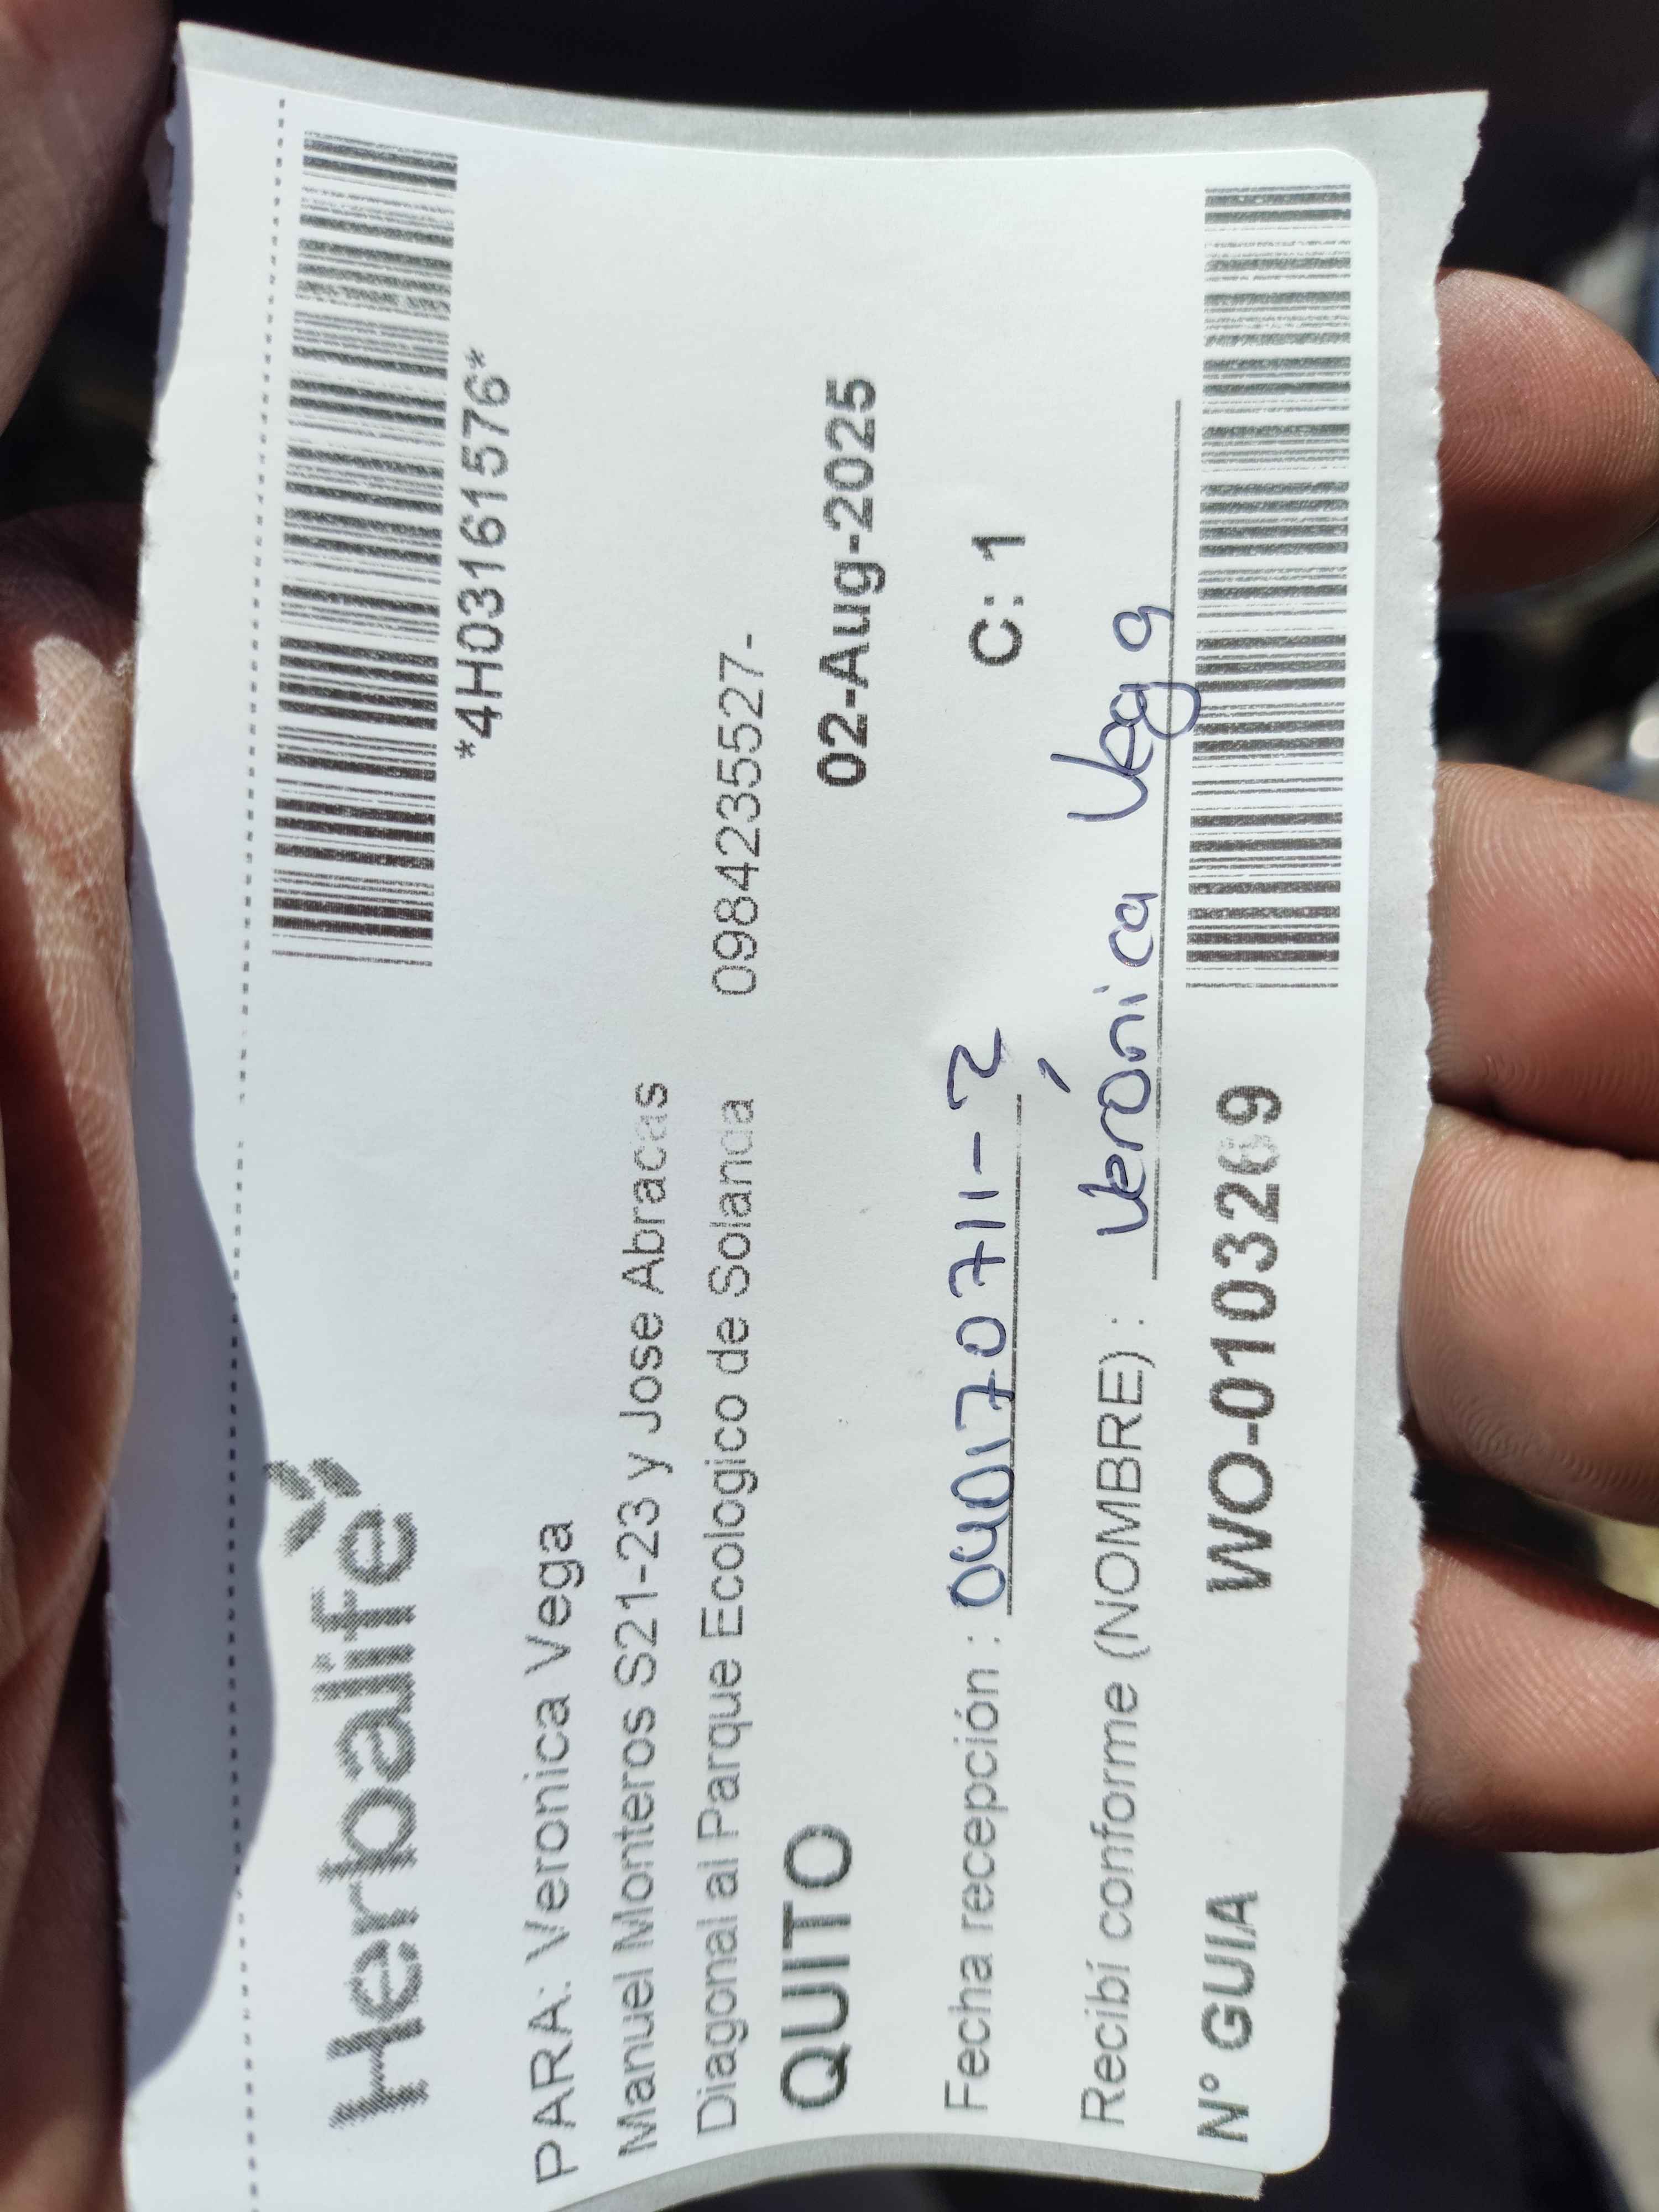 Herbalife
*4H03161576*
PARA: Veronica Vega
Manuel Monteros S21-23 y Jose Abracas
Diagonal al Parque Ecologico de Solanda 0984235527-
QUITO 02-Aug-2025
Fecha recepción : 040170711-2 C: 1
Recibí conforme (NOMBRE) : Verónica Vega
N° GUIA WO-0103269